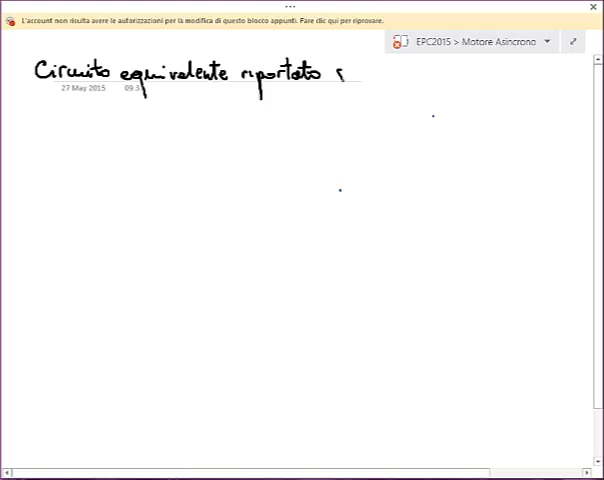 L'account non risulta avere le autorizzazioni per la modifica di questo blocco appunti. Fare clic qui per riprovare.
EPC2015 > Motore Asincrono
Circuito equivalente riportato
27 May 2015